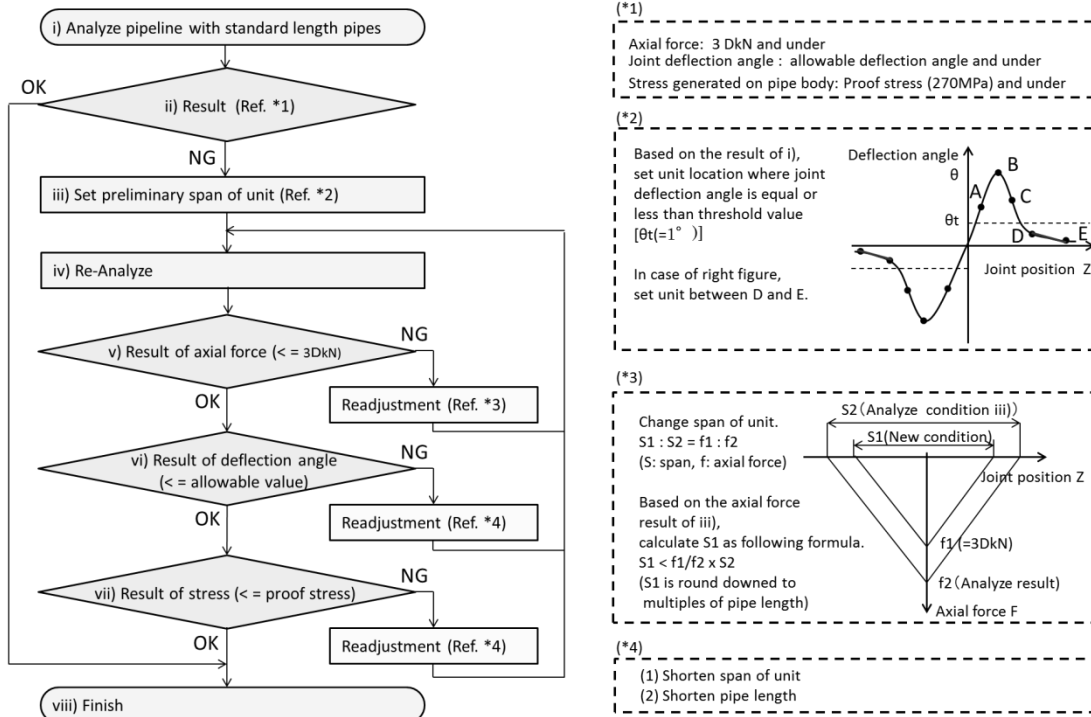 i) Analyze pipeline with standard length pipes
OK
ii) Result (Ref. *1)
NG
iii) Set preliminary span of unit (Ref. *2)
iv) Re-Analyze
v) Result of axial force (< = 3DkN)
NG
OK
Readjustment (Ref. *3)
vi) Result of deflection angle
(< = allowable value)
NG
OK
Readjustment (Ref. *4)
vii) Result of stress (< = proof stress)
NG
OK
Readjustment (Ref. *4)
viii) Finish
(*1)
Axial force: 3 DkN and under
Joint deflection angle : allowable deflection angle and under
Stress generated on pipe body: Proof stress (270MPa) and under
(*2)
Based on the result of i),
set unit location where joint
deflection angle is equal or
less than threshold value
[θt(=1°)]
In case of right figure,
set unit between D and E.
Deflection angle
θ
B
A
C
θt
D
E
Joint position Z
(*3)
Change span of unit.
S1 : S2 = f1 : f2
(S: span, f: axial force)
Based on the axial force
result of iii),
calculate S1 as following formula.
S1 < f1/f2 x S2
(S1 is round downed to
multiples of pipe length)
S2(Analyze condition iii))
S1(New condition)
Joint position Z
f1 (=3DkN)
f2(Analyze result)
Axial force F
(*4)
(1) Shorten span of unit
(2) Shorten pipe length